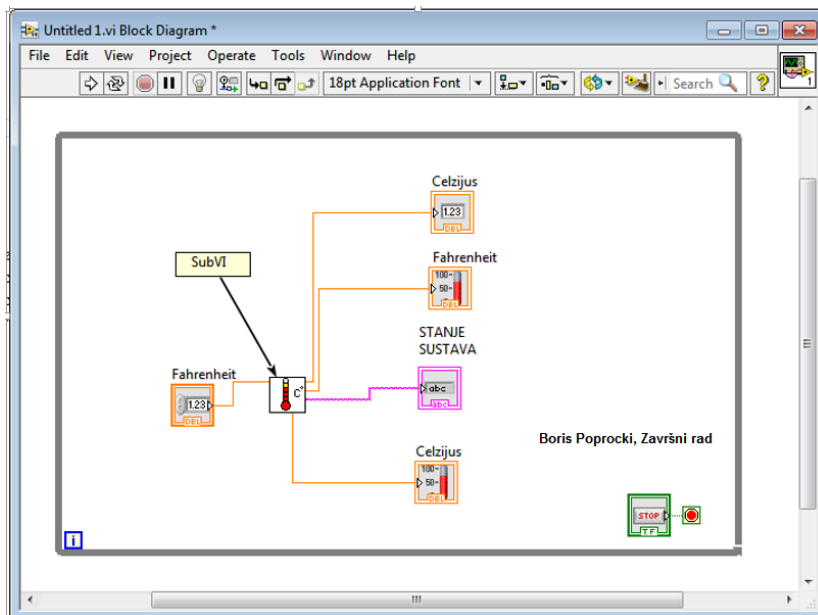 Untitled 1.vi Block Diagram *
File Edit View Project Operate Tools Window Help
18pt Application Font
Search
?
1
Celzijus
1.23
DBL
SubVI
Fahrenheit
100-
50-
DBL
STANJE
SUSTAVA
abc
abc
Fahrenheit
1.23
DBL
C°
Celzijus
100-
50-
DBL
Boris Poprocki, Završni rad
STOP
TF
i